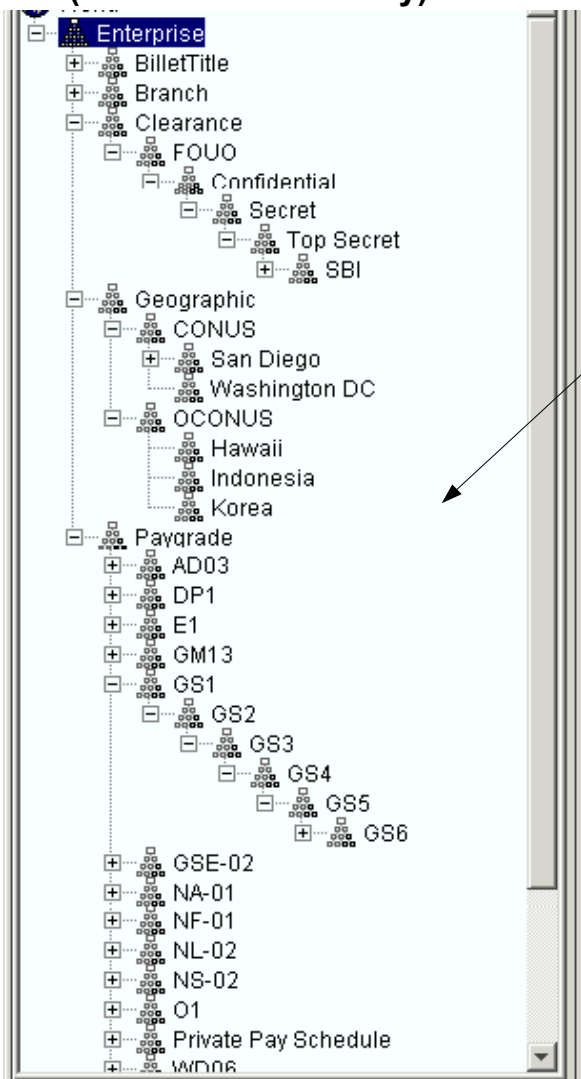 Enterprise
BilletTitle
Branch
Clearance
FOUO
Confidential
Secret
Top Secret
SBI
Geographic
CONUS
San Diego
Washington DC
OCONUS
Hawaii
Indonesia
Korea
Paygrade
AD03
DP1
E1
GM13
GS1
GS2
GS3
GS4
GS5
GS6
GSE-02
NA-01
NF-01
NL-02
NS-02
O1
Private Pay Schedule
WD06